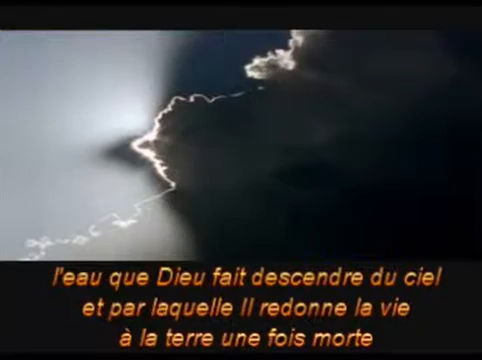 l'eau que Dieu fait descendre du ciel
et par laquelle Il redonne la vie
à la terre une fois morte